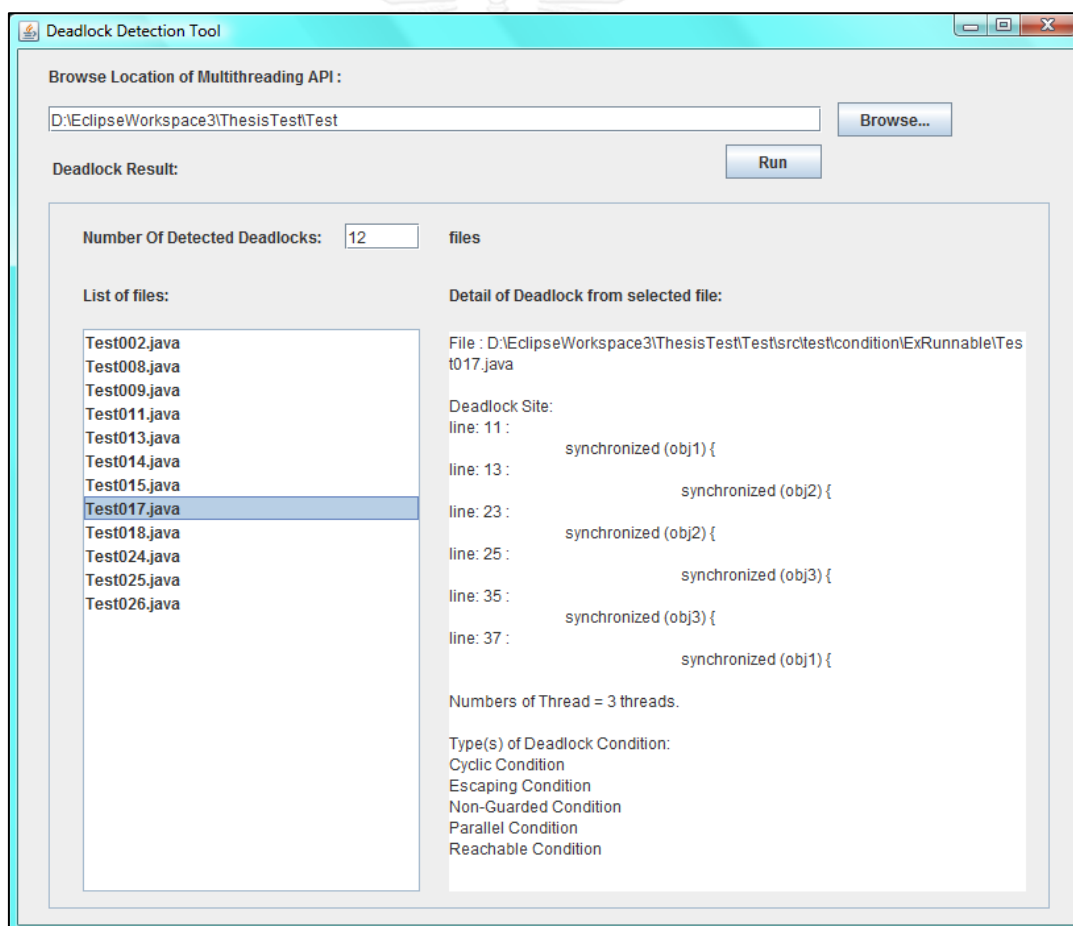 Deadlock Detection Tool
Browse Location of Multithreading API :
D:\EclipseWorkspace3\ThesisTest\Test
Browse...
Run
Deadlock Result:
Number Of Detected Deadlocks: 12 files
List of files:
Test002.java
Test008.java
Test009.java
Test011.java
Test013.java
Test014.java
Test015.java
Test017.java
Test018.java
Test024.java
Test025.java
Test026.java
Detail of Deadlock from selected file:
File : D:\EclipseWorkspace3\ThesisTest\Test\src\test\condition\ExRunnable\Tes
t017.java
Deadlock Site:
line: 11 :
synchronized (obj1) {
line: 13 :
synchronized (obj2) {
line: 23 :
synchronized (obj2) {
line: 25 :
synchronized (obj3) {
line: 35 :
synchronized (obj3) {
line: 37 :
synchronized (obj1) {
Numbers of Thread = 3 threads.
Type(s) of Deadlock Condition:
Cyclic Condition
Escaping Condition
Non-Guarded Condition
Parallel Condition
Reachable Condition